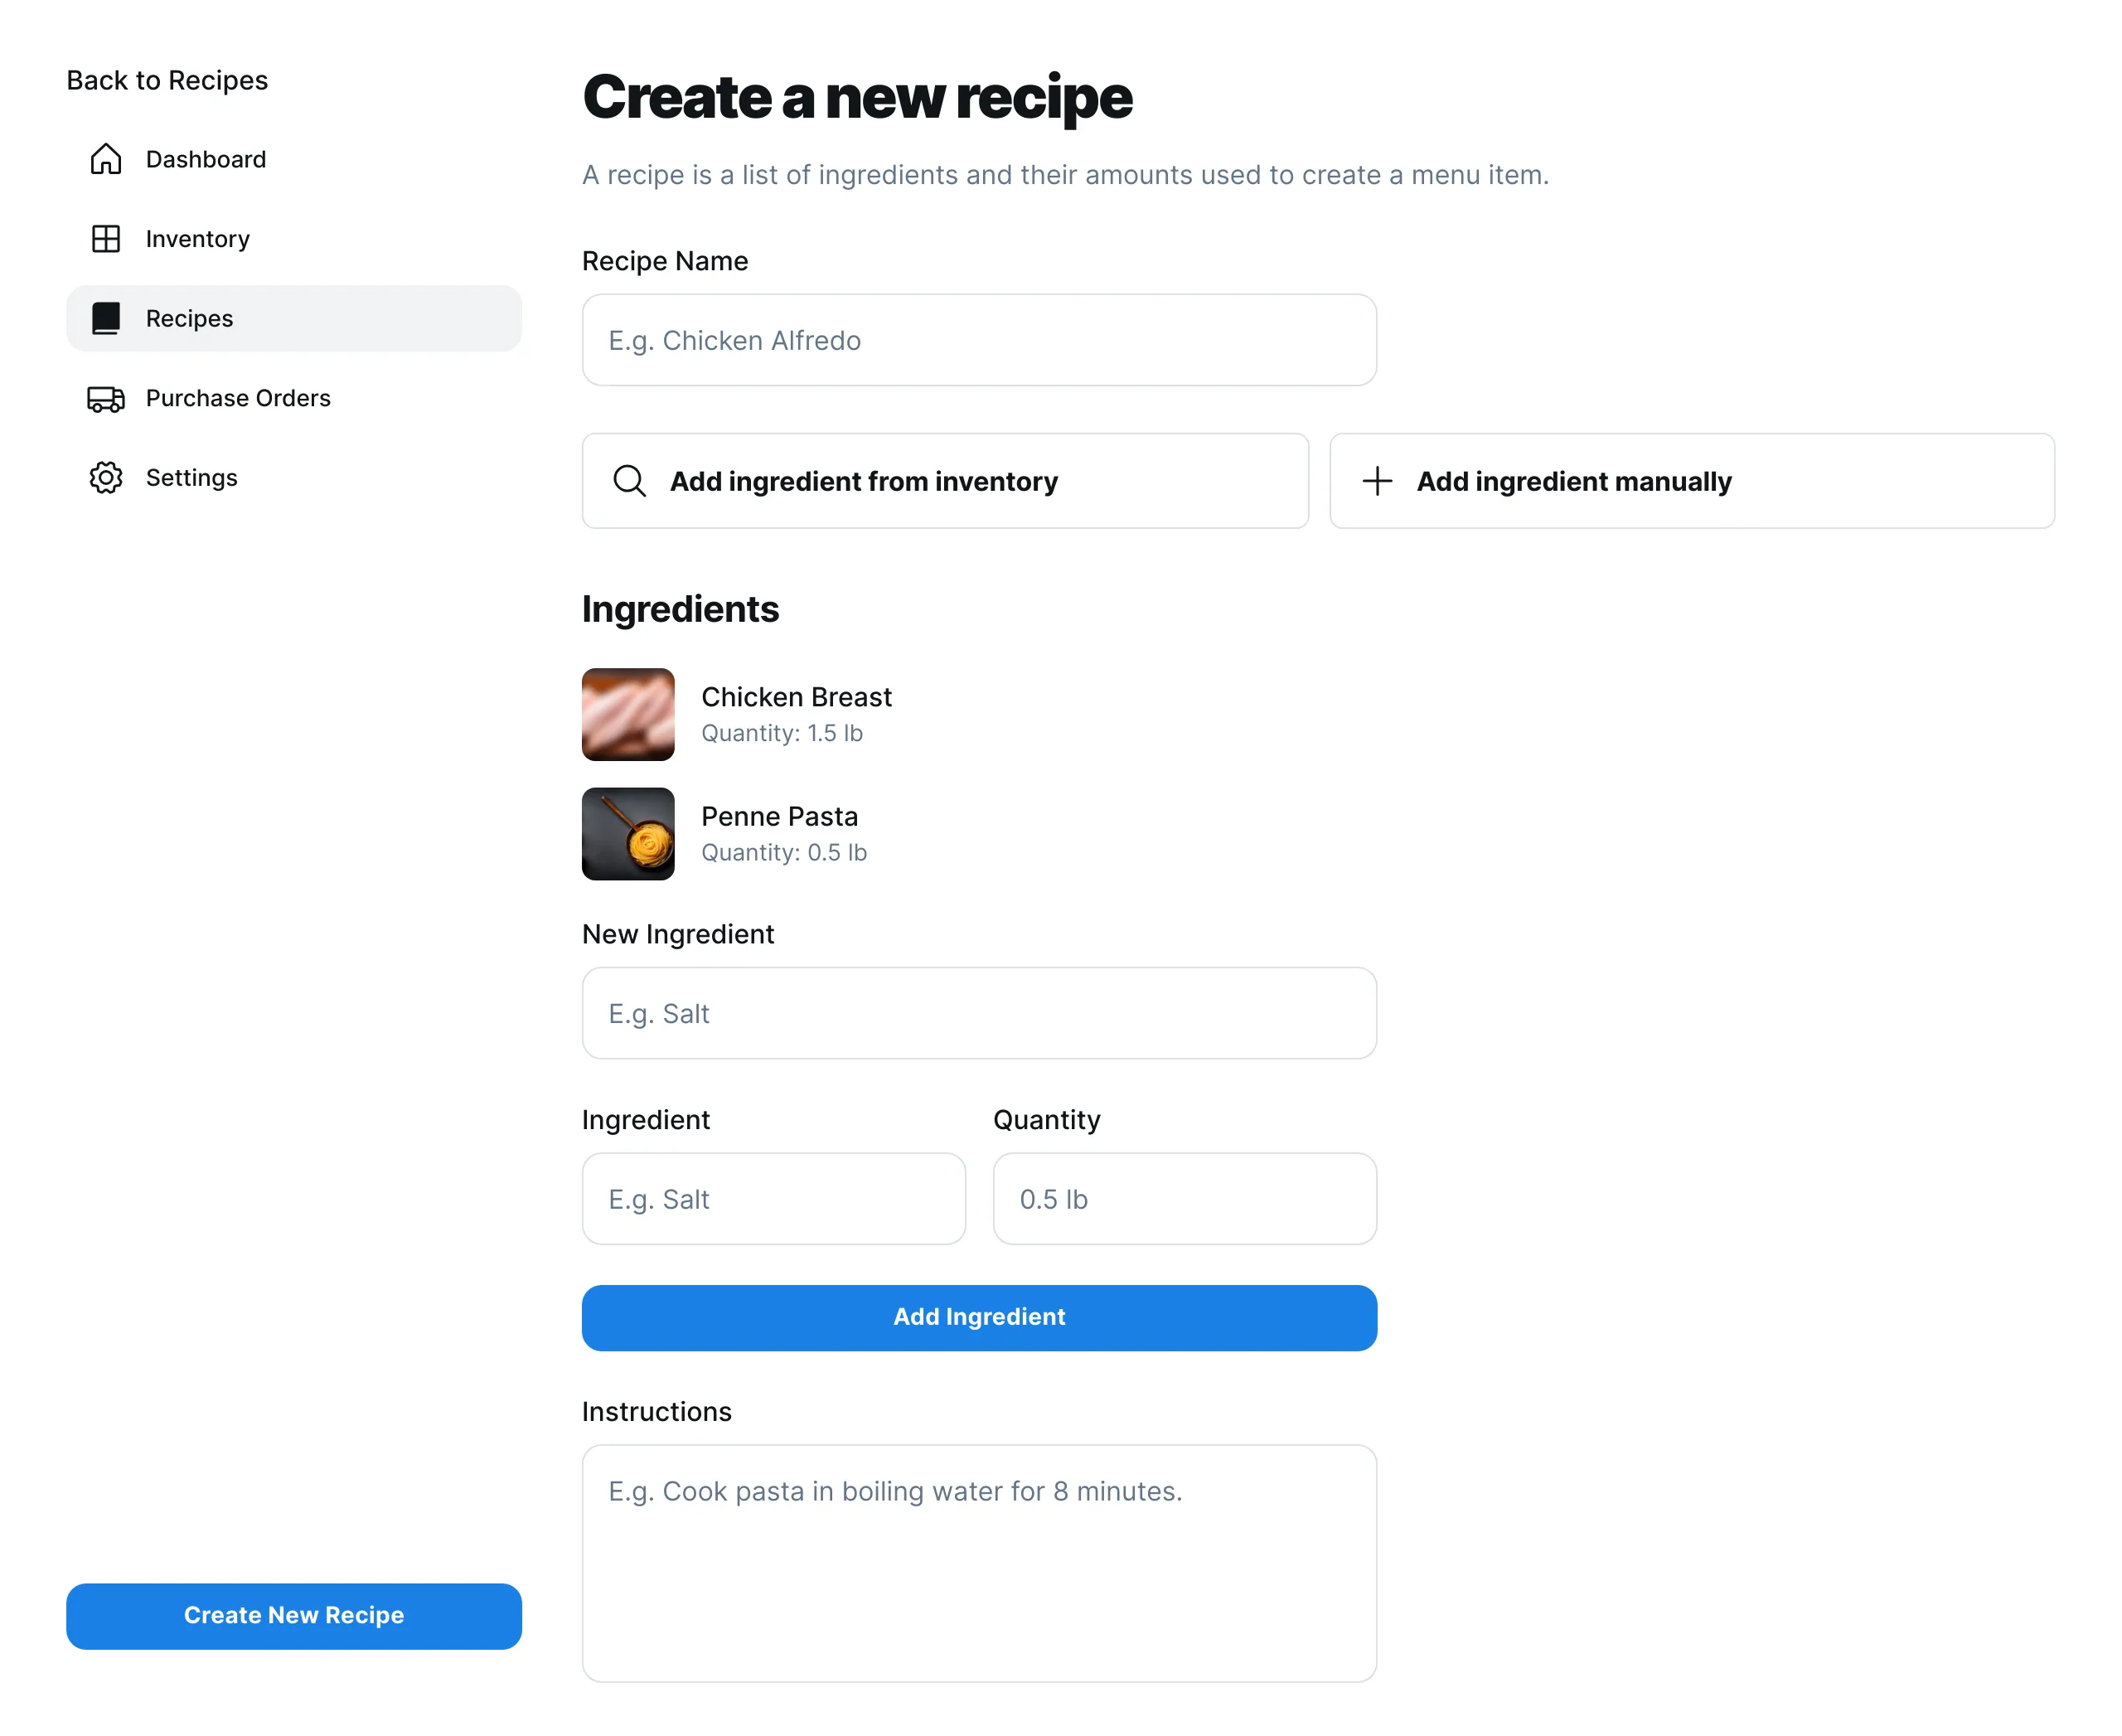 Back to Recipes
Dashboard
Inventory
Recipes
Purchase Orders
Settings
Create New Recipe
Create a new recipe
A recipe is a list of ingredients and their amounts used to create a menu item.
Recipe Name
E.g. Chicken Alfredo
Add ingredient from inventory
Add ingredient manually
Ingredients
Chicken Breast
Quantity: 1.5 lb
Penne Pasta
Quantity: 0.5 lb
New Ingredient
E.g. Salt
Ingredient
Quantity
E.g. Salt
0.5 lb
Add Ingredient
Instructions
E.g. Cook pasta in boiling water for 8 minutes.